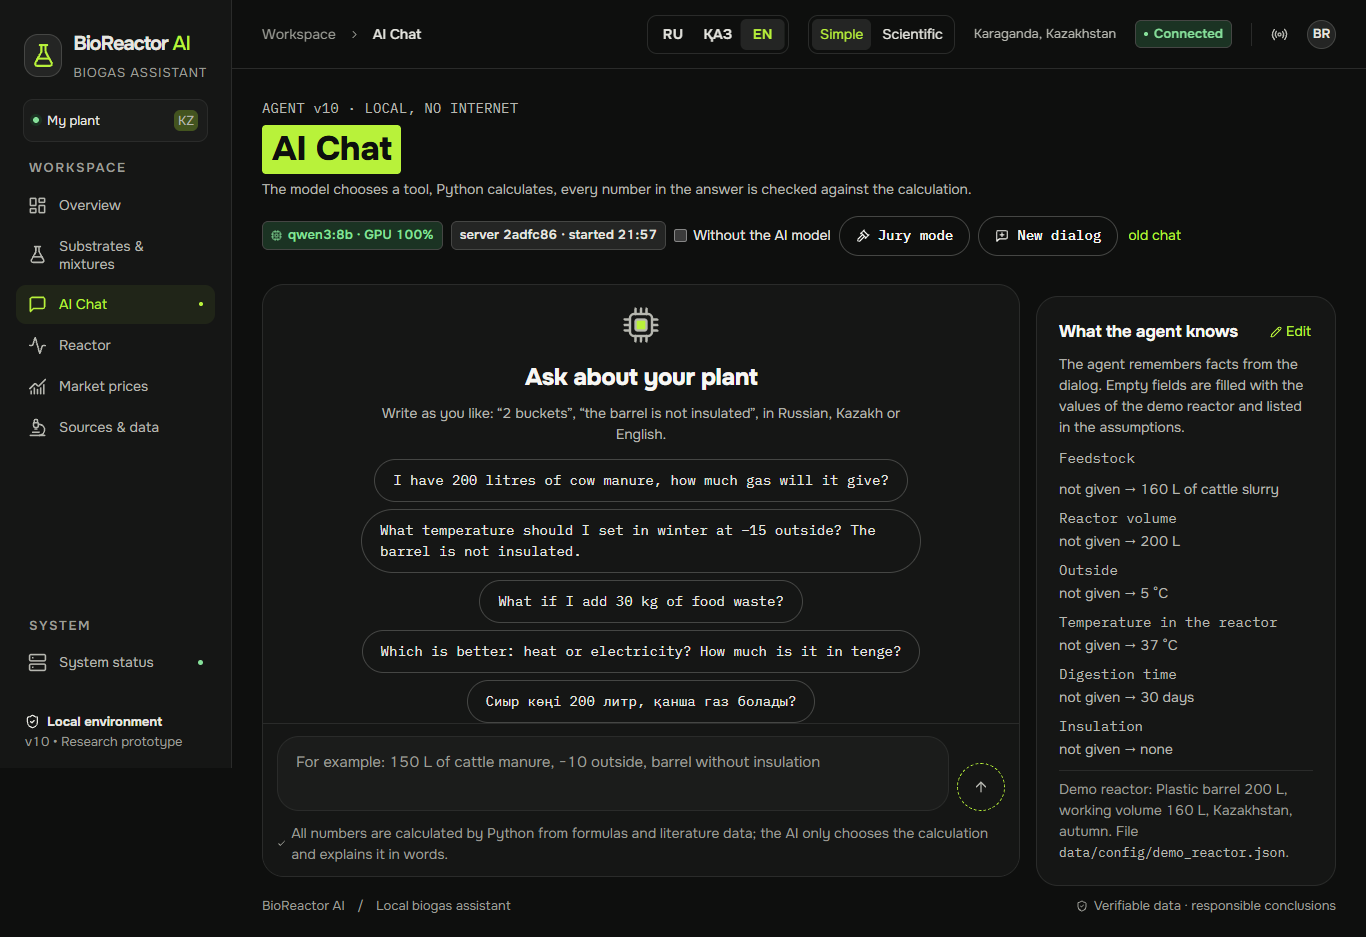 BioReactor AI
BIOGAS ASSISTANT
My plant
KZ
WORKSPACE
Overview
Substrates &
mixtures
AI Chat
Reactor
Market prices
Sources & data
SYSTEM
System status
Local environment
v10 • Research prototype
Workspace > AI Chat
RU ҚАЗ EN
Simple Scientific
Karaganda, Kazakhstan
• Connected
BR
AGENT v10 · LOCAL, NO INTERNET
AI Chat
The model chooses a tool, Python calculates, every number in the answer is checked against the calculation.
qwen3:8b · GPU 100%
server 2adfc86 · started 21:57
Without the AI model
Jury mode
New dialog
old chat
Ask about your plant
Write as you like: “2 buckets”, “the barrel is not insulated”, in Russian, Kazakh or
English.
I have 200 litres of cow manure, how much gas will it give?
What temperature should I set in winter at −15 outside? The
barrel is not insulated.
What if I add 30 kg of food waste?
Which is better: heat or electricity? How much is it in tenge?
Сиыр көңі 200 литр, қанша газ болады?
For example: 150 L of cattle manure, −10 outside, barrel without insulation
All numbers are calculated by Python from formulas and literature data; the AI only chooses the calculation
and explains it in words.
What the agent knows
Edit
The agent remembers facts from the
dialog. Empty fields are filled with the
values of the demo reactor and listed
in the assumptions.
Feedstock
not given → 160 L of cattle slurry
Reactor volume
not given → 200 L
Outside
not given → 5 °C
Temperature in the reactor
not given → 37 °C
Digestion time
not given → 30 days
Insulation
not given → none
Demo reactor: Plastic barrel 200 L,
working volume 160 L, Kazakhstan,
autumn. File
data/config/demo_reactor.json.
BioReactor AI / Local biogas assistant
Verifiable data · responsible conclusions